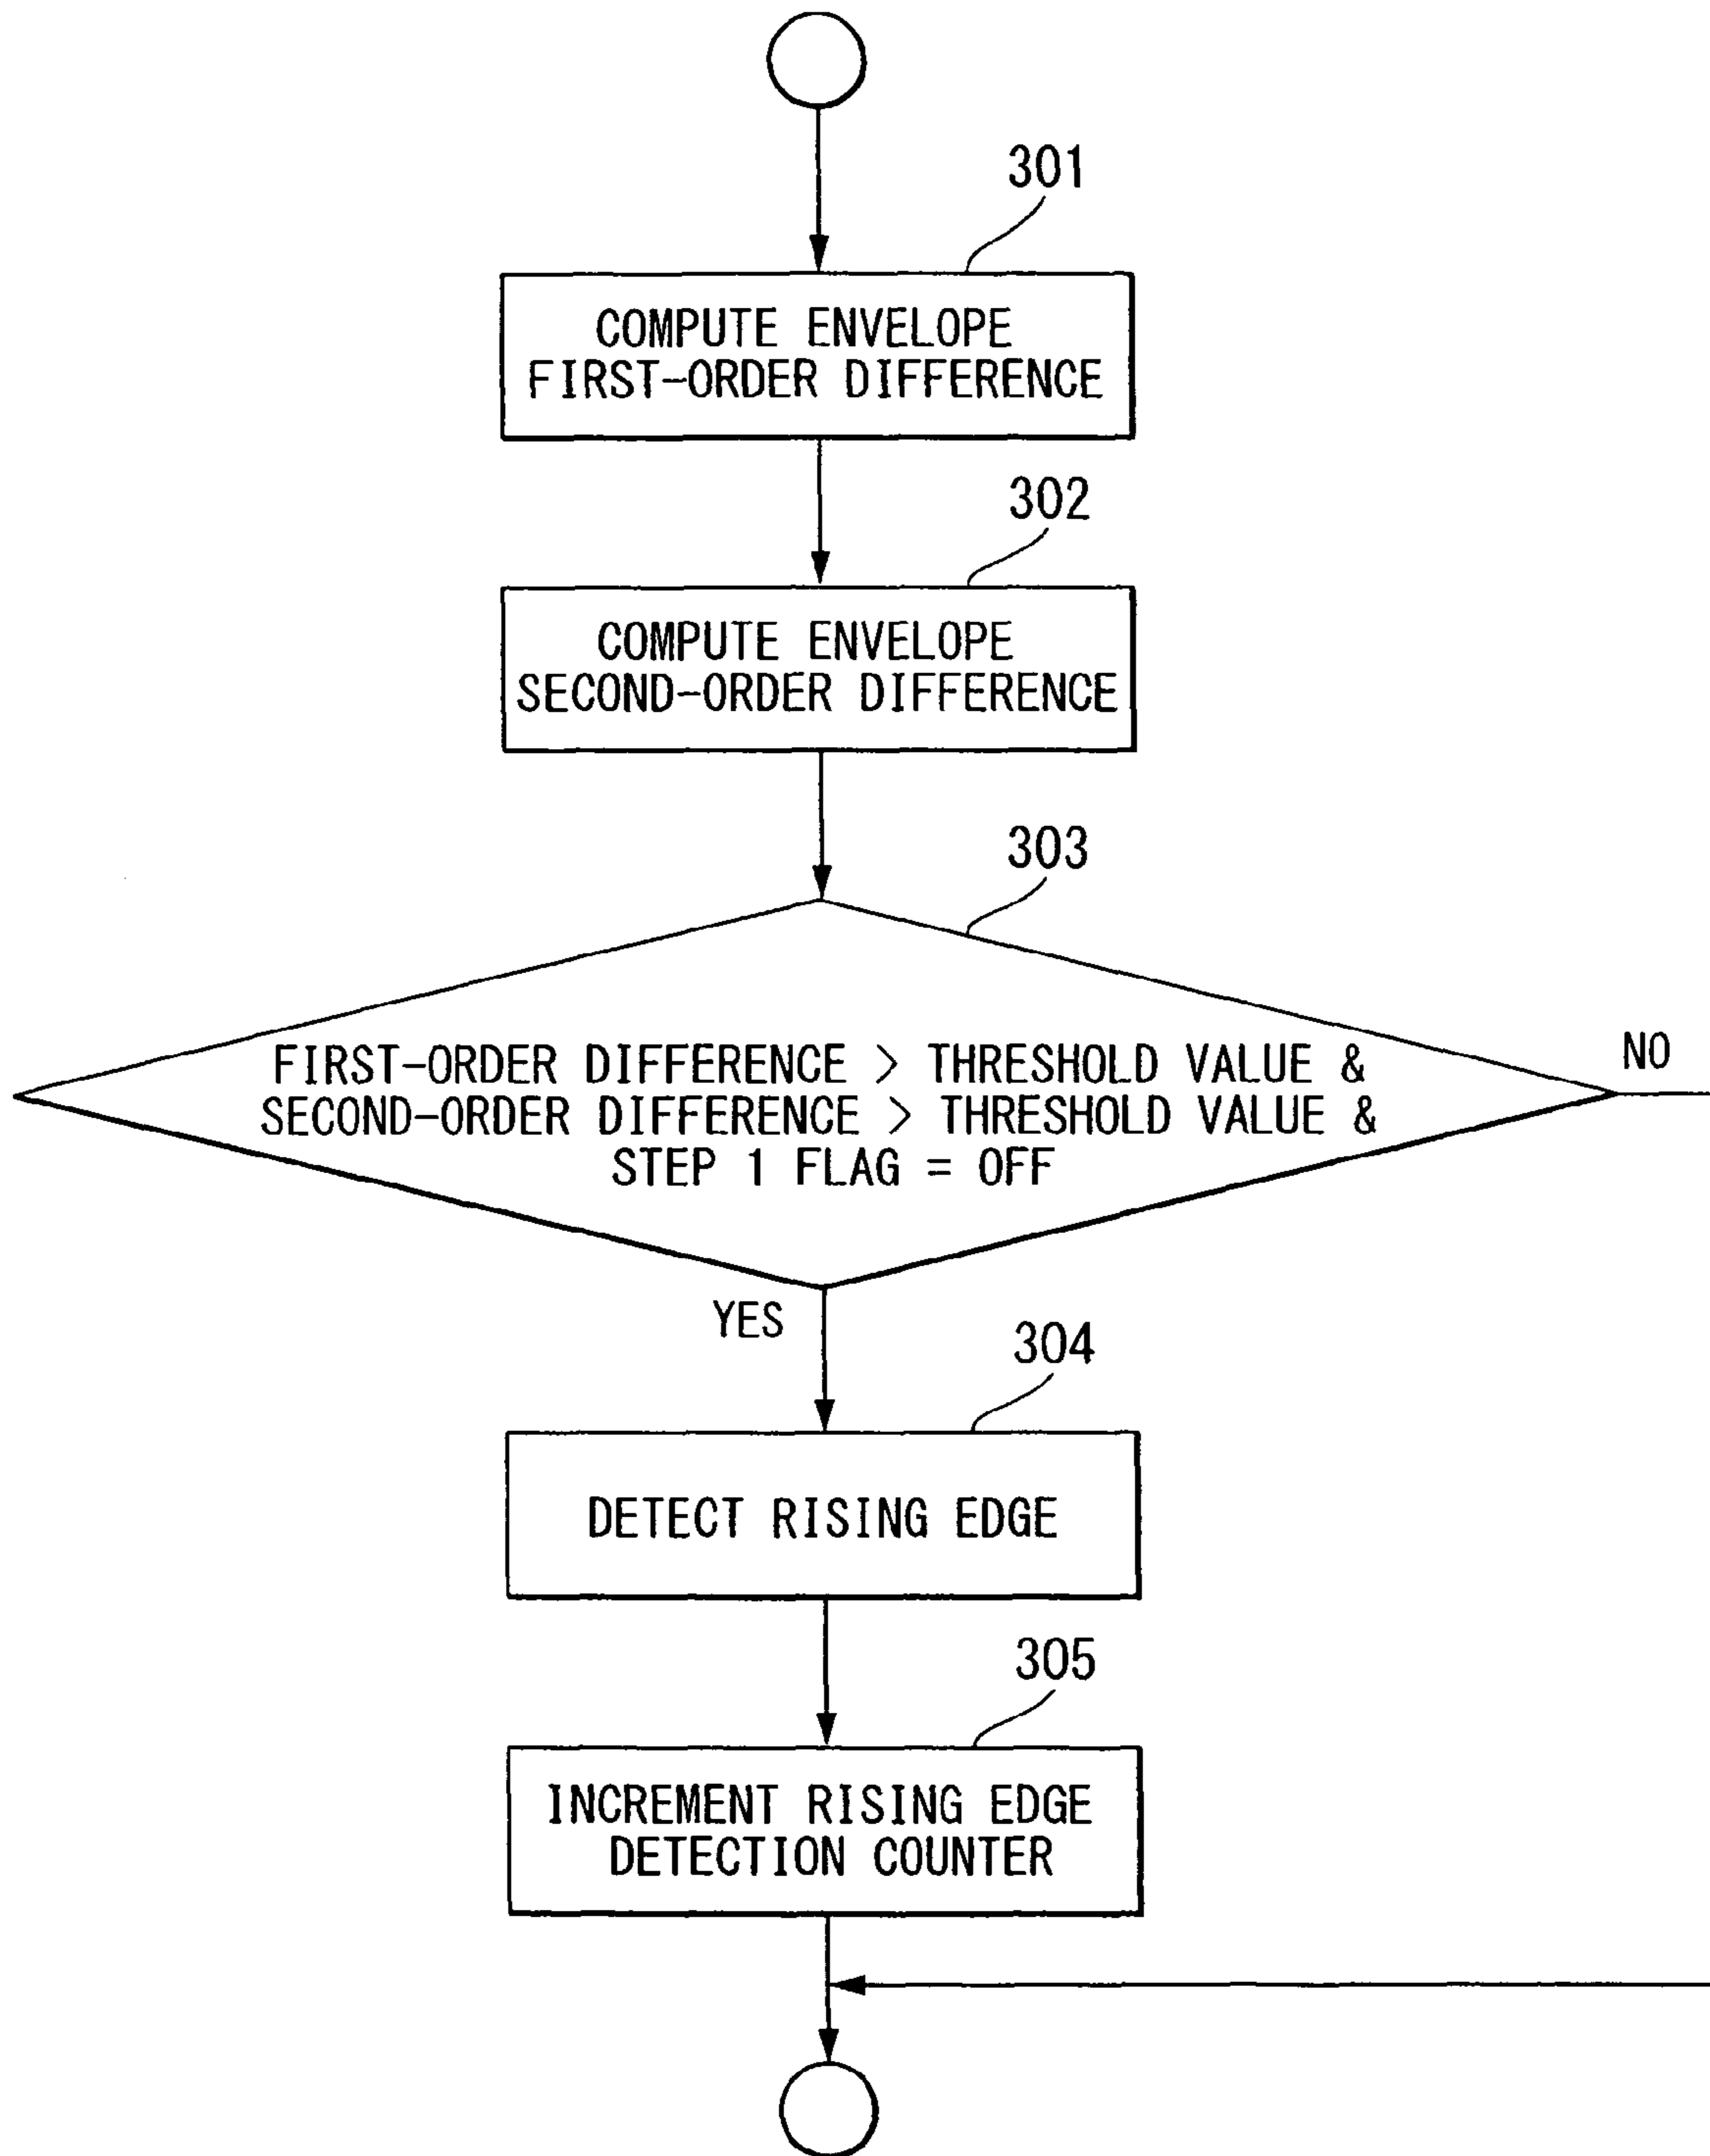 301
COMPUTE ENVELOPE
FIRST-ORDER DIFFERENCE
302
COMPUTE ENVELOPE
SECOND-ORDER DIFFERENCE
303
FIRST-ORDER DIFFERENCE > THRESHOLD VALUE &
SECOND-ORDER DIFFERENCE > THRESHOLD VALUE &
STEP 1 FLAG = OFF
NO
YES
304
DETECT RISING EDGE
305
INCREMENT RISING EDGE
DETECTION COUNTER